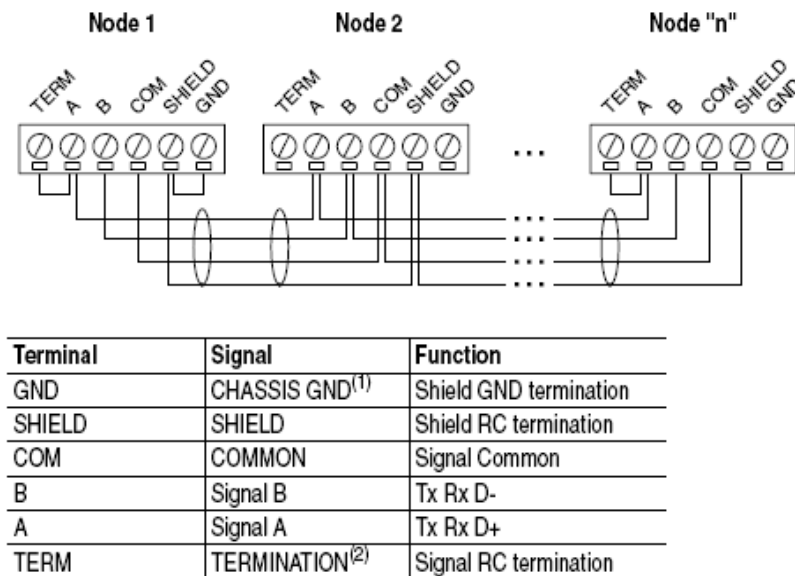 Node 1 Node 2 Node "n"
TERM A B COM SHIELD GND TERM A B COM SHIELD GND TERM A B COM SHIELD GND
...
...
...
...
...
Terminal Signal Function
GND CHASSIS GND(1) Shield GND termination
SHIELD SHIELD Shield RC termination
COM COMMON Signal Common
B Signal B Tx Rx D-
A Signal A Tx Rx D+
TERM TERMINATION(2) Signal RC termination